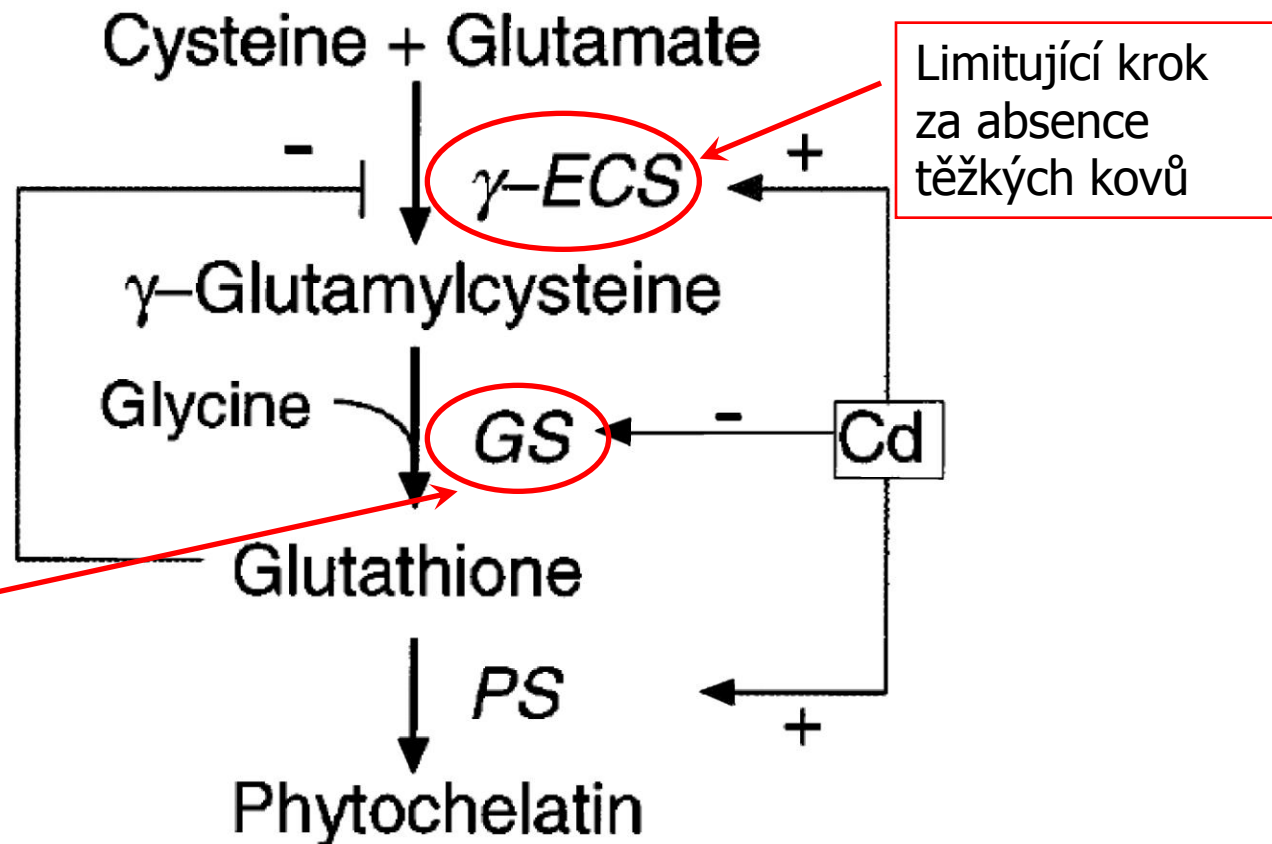 Cysteine + Glutamate
Limitující krok
za absence
těžkých kovů
-
+
γ–ECS
γ–Glutamylcysteine
Glycine
GS
-
Cd
Glutathione
PS
+
Phytochelatin